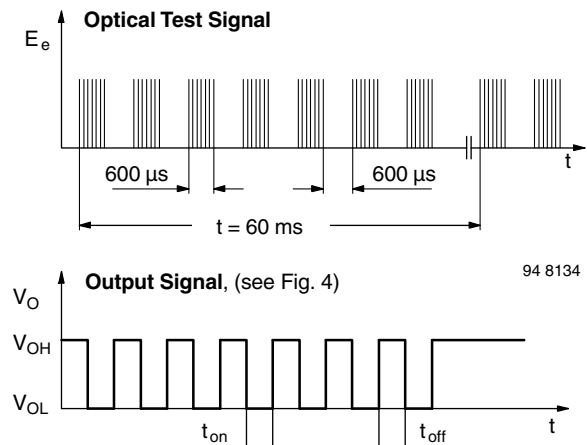 Optical Test Signal
E e
t
600 µs
600 µs
t = 60 ms
94 8134
Output Signal, (see Fig. 4)
V O
V OH
V OL
t on
t off
t